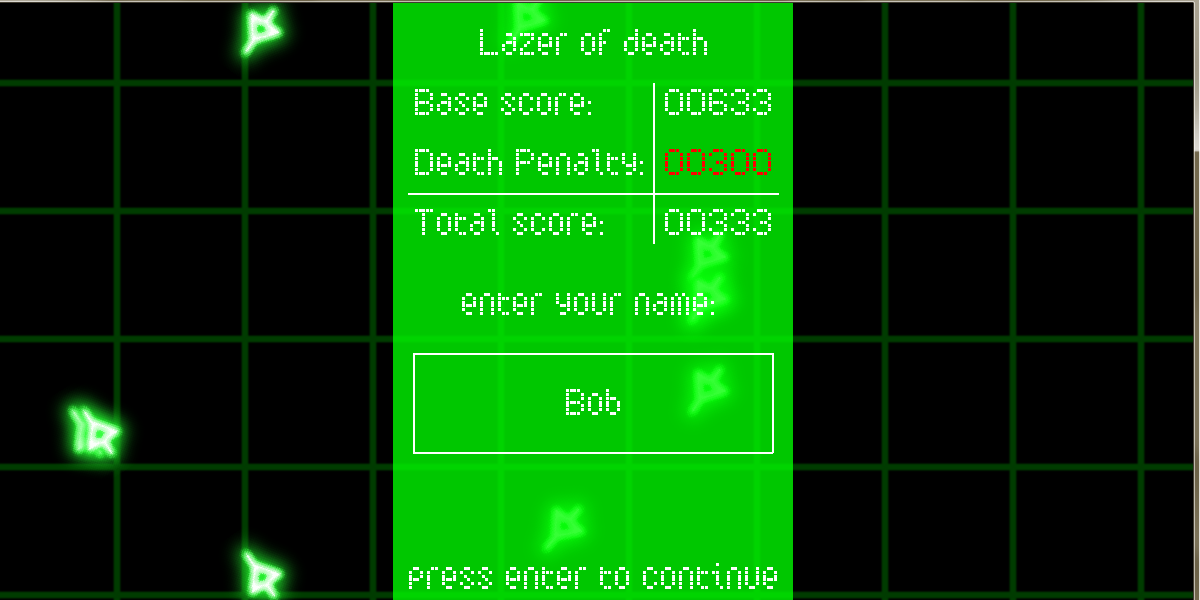 Lazer of death
Base score: 00633
Death Penalty: 00300
Total score: 00333
enter your name:
Bob
press enter to continue